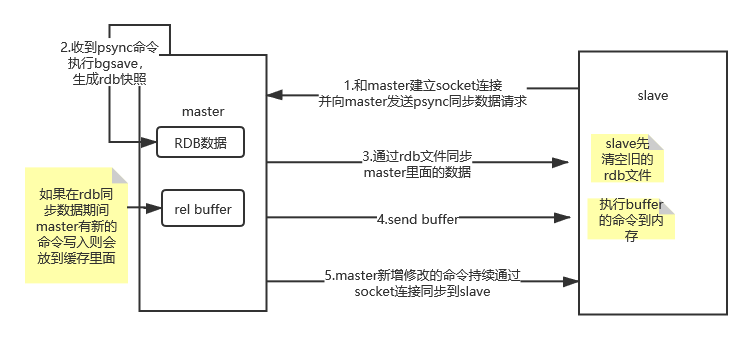 2.收到psync命令
执行bgsave，
生成rdb快照
master
RDB数据
rel buffer
如果在rdb同
步数据期间
master有新的
命令写入则会
放到缓存里面
1.和master建立socket连接
并向master发送psync同步数据请求
3.通过rdb文件同步
master里面的数据
4.send buffer
5.master新增修改的命令持续通过
socket连接同步到slave
slave
slave先
清空旧的
rdb文件
执行buffer
的命令到内
存